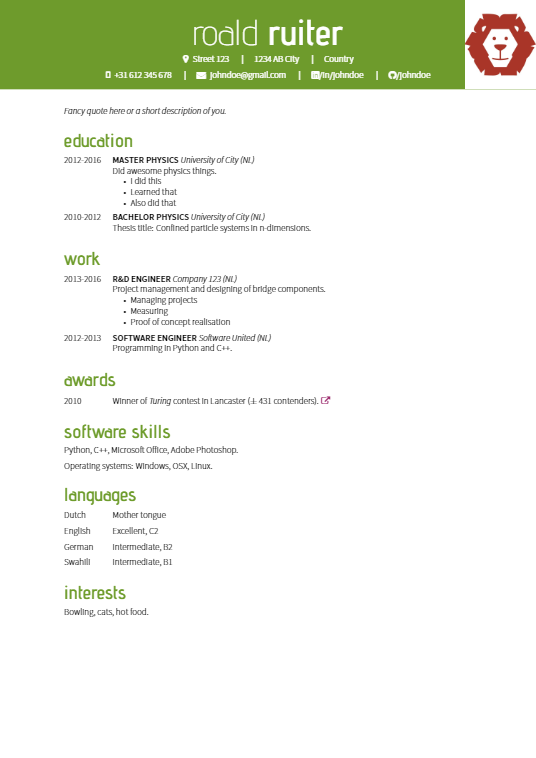 roald ruiter
Street 123 | 1234 AB City | Country
+31 612 345 678 | johndoe@gmail.com | /in/johndoe | /johndoe
Fancy quote here or a short description of you.
education
2012-2016 MASTER PHYSICS University of City (NL)
Did awesome physics things.
• I did this
• Learned that
• Also did that
2010-2012 BACHELOR PHYSICS University of City (NL)
Thesis title: Confined particle systems in n-dimensions.
work
2013-2016 R&D ENGINEER Company 123 (NL)
Project management and designing of bridge components.
• Managing projects
• Measuring
• Proof of concept realisation
2012-2013 SOFTWARE ENGINEER Software United (NL)
Programming in Python and C++.
awards
2010 Winner of Turing contest in Lancaster (± 431 contenders).
software skills
Python, C++, Microsoft Office, Adobe Photoshop.
Operating systems: Windows, OSX, Linux.
languages
Dutch Mother tongue
English Excellent, C2
German Intermediate, B2
Swahili Intermediate, B1
interests
Bowling, cats, hot food.